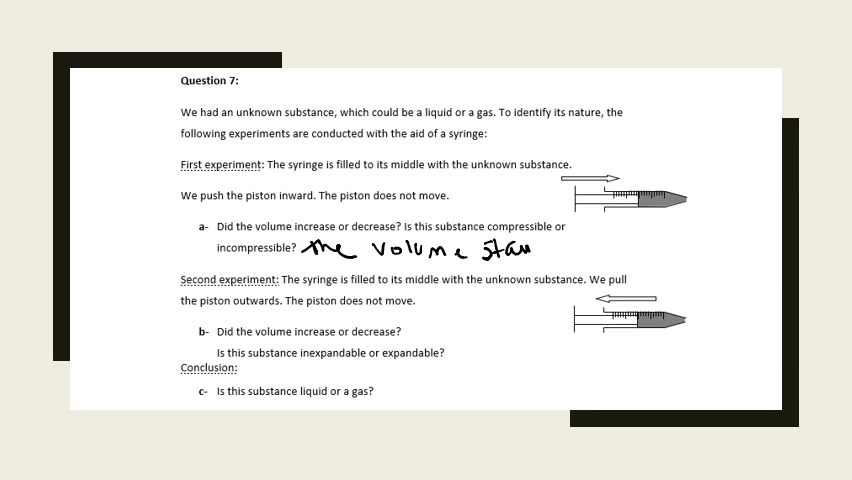 Question 7:
We had an unknown substance, which could be a liquid or a gas. To identify its nature, the
following experiments are conducted with the aid of a syringe:
First experiment: The syringe is filled to its middle with the unknown substance.
We push the piston inward. The piston does not move.
a- Did the volume increase or decrease? Is this substance compressible or
incompressible? the volume
Second experiment: The syringe is filled to its middle with the unknown substance. We pull
the piston outwards. The piston does not move.
b- Did the volume increase or decrease?
Is this substance inexpandable or expandable?
Conclusion:
c- Is this substance liquid or a gas?